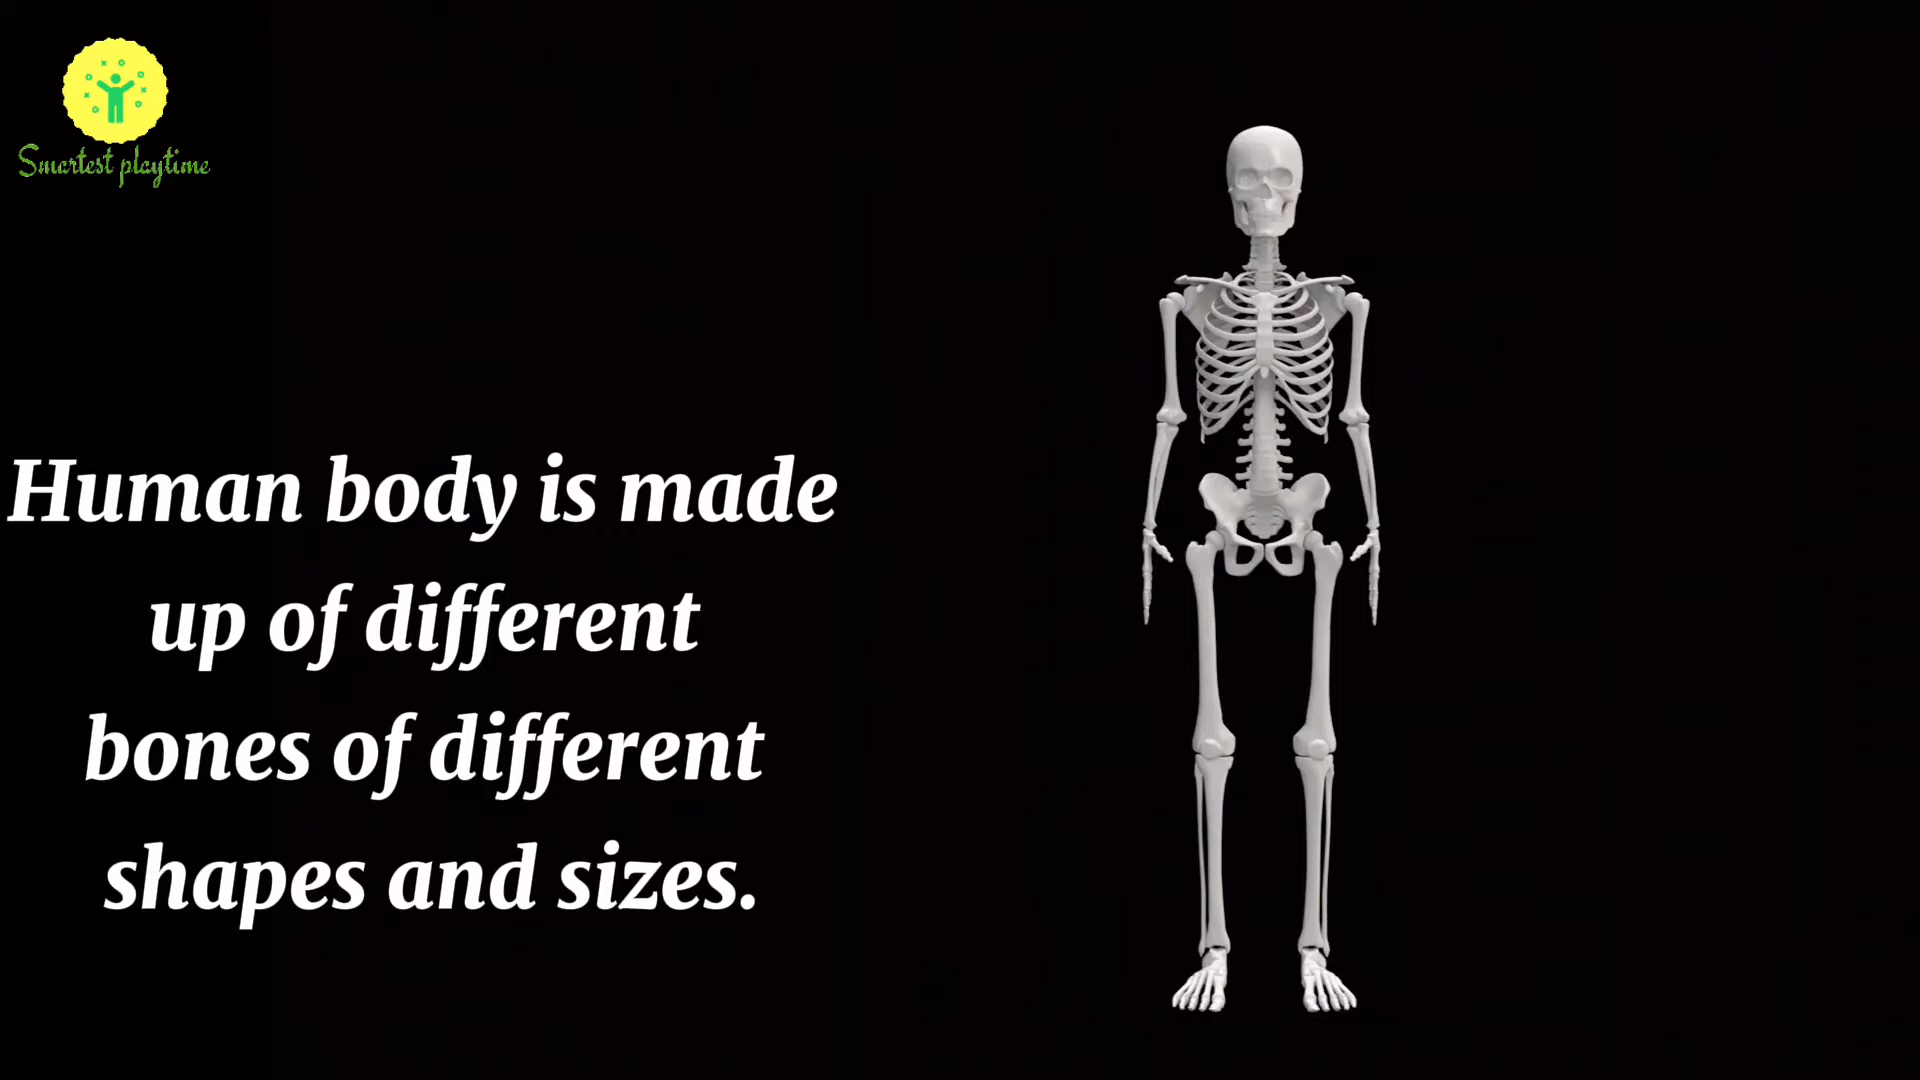 Smartest playtime
Human body is made
up of different
bones of different
shapes and sizes.